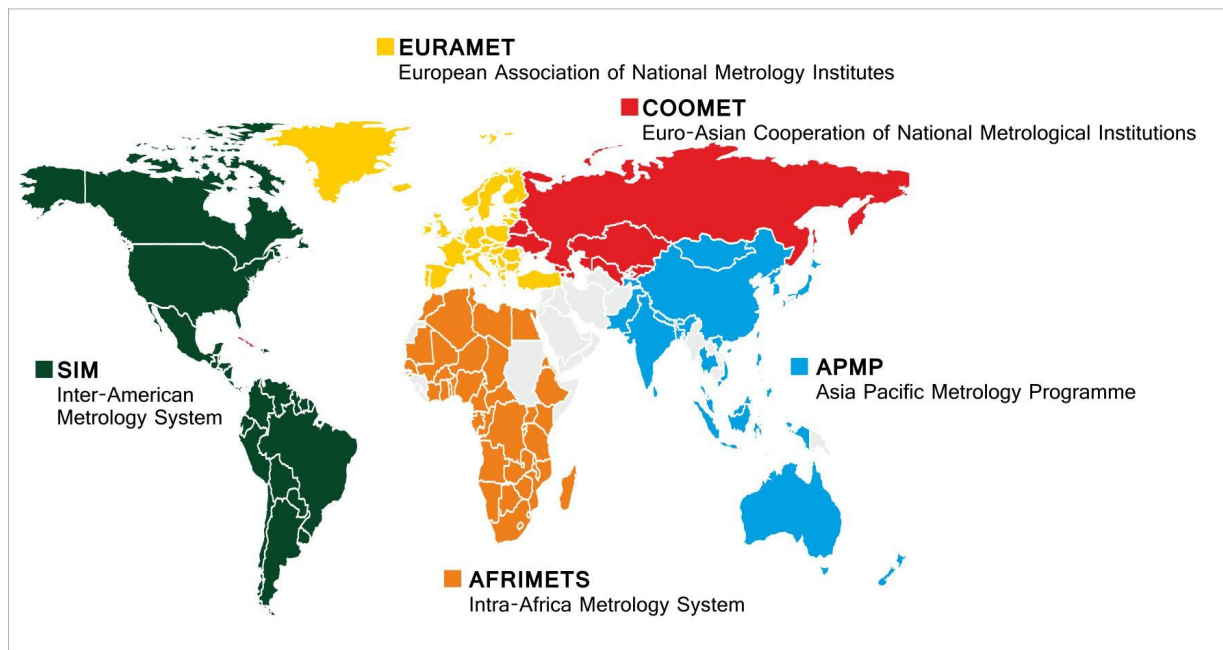 EURAMET
European Association of National Metrology Institutes
COOMET
Euro-Asian Cooperation of National Metrological Institutions
SIM
Inter-American
Metrology System
APMP
Asia Pacific Metrology Programme
AFRIMETS
Intra-Africa Metrology System